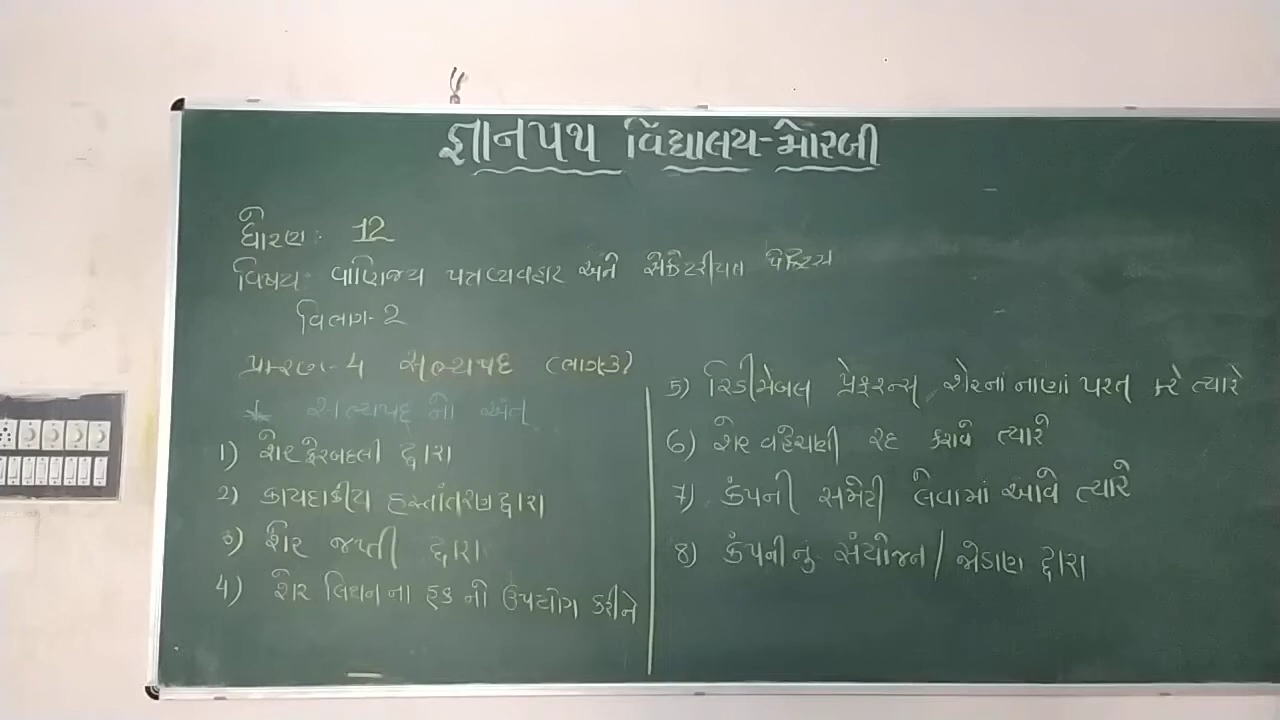 જ્ઞાનપથ વિદ્યાલય-મોરબી
ધોરણ: 12
વિષય: વાણિજ્ય પત્રવ્યવહાર અને સેક્રેટરીયલ પ્રેક્ટિસ
વિભાગ-2
પ્રકરણ-4 સભ્યપદ (ભાગ-3)
* સભ્યપદનો અંત
1) શેર ફેરબદલી દ્વારા
2) કાયદાકીય હસ્તાંતરણ દ્વારા
3) શેર જપ્તી દ્વારા
4) શેર લિયનના હક નો ઉપયોગ કરીને
5) રિડીમેબલ પ્રેફરન્સ શેરનાં નાણાં પરત કરે ત્યારે
6) શેર વહેંચણી રદ કરાવે ત્યારે
7) કંપની સમેટી લેવામાં આવે ત્યારે
8) કંપનીનું સંયોજન / જોડાણ દ્વારા